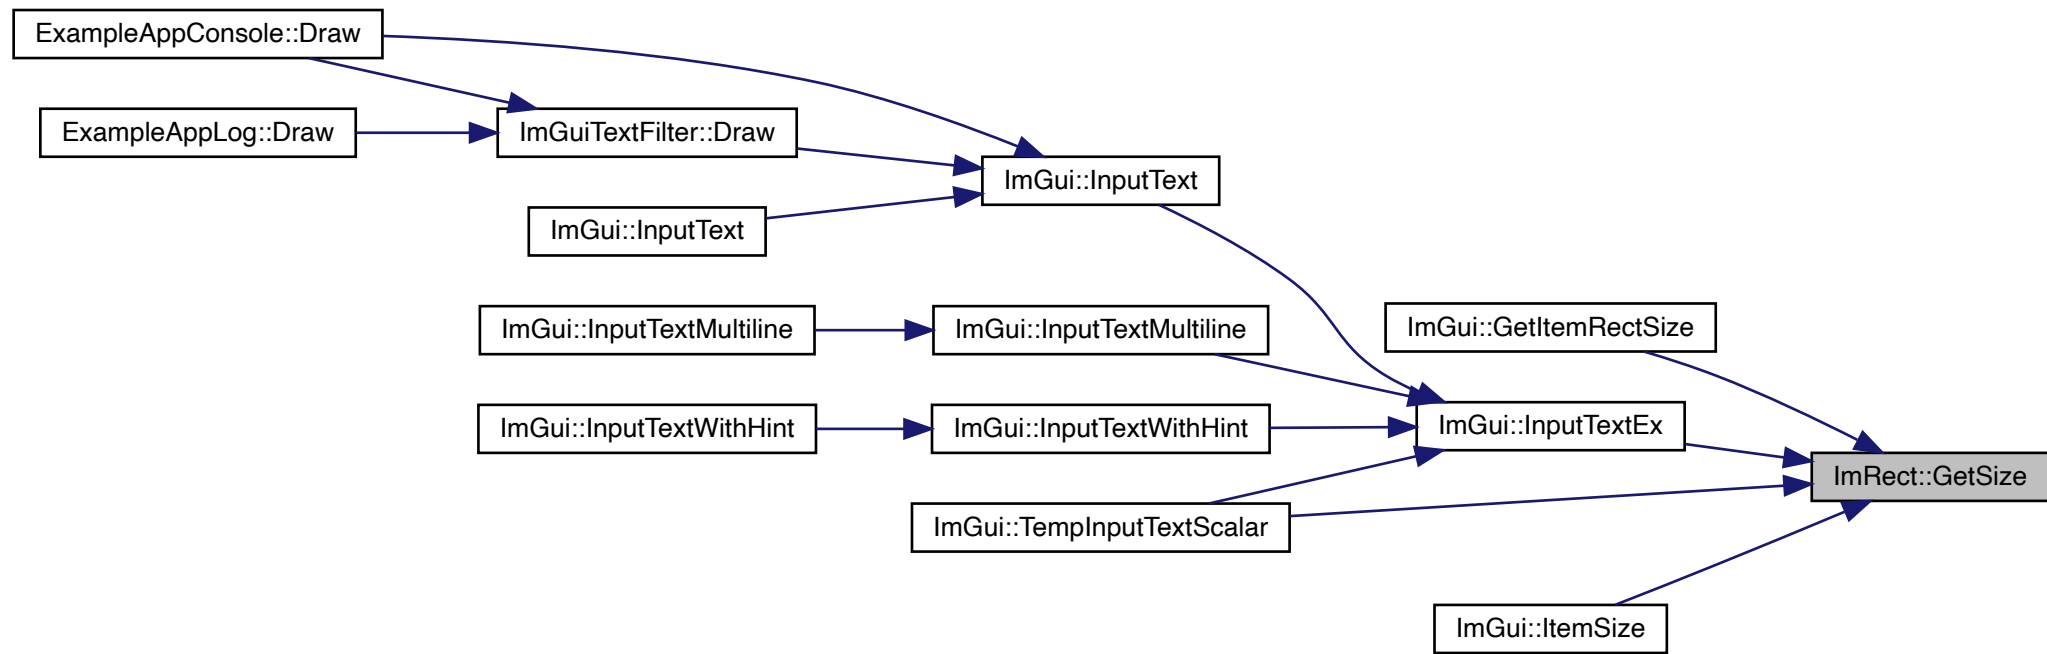 ExampleAppConsole::Draw
ExampleAppLog::Draw
ImGuiTextFilter::Draw
ImGui::InputText
ImGui::InputText
ImGui::InputTextMultiline
ImGui::InputTextMultiline
ImGui::GetItemRectSize
ImGui::InputTextWithHint
ImGui::InputTextWithHint
ImGui::InputTextEx
ImRect::GetSize
ImGui::TempInputTextScalar
ImGui::ItemSize